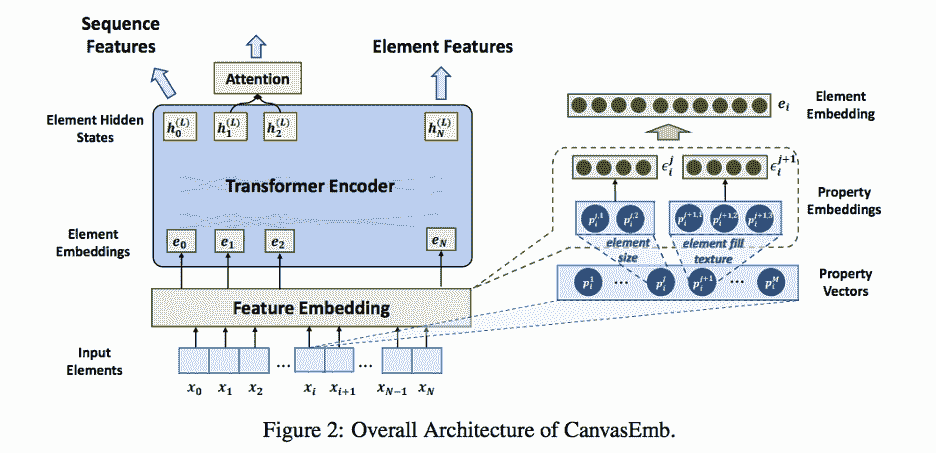 Sequence
Features
Element Features
Attention
Element Hidden
States
h_0^{(L)} h_1^{(L)} h_2^{(L)} h_N^{(L)}
Transformer Encoder
Element
Embeddings
e_0 e_1 e_2 e_N
Feature Embedding
Input
Elements
... ...
x_0 x_1 x_2 x_i x_{i+1} x_{N-1} x_N
e_i
Element
Embedding
ϵ_i^j ϵ_i^{j+1}
Property
Embeddings
p_i^{j,1} p_i^{j,2} p_i^{j+1,1} p_i^{j+1,2} p_i^{j+1,3}
element
size
element fill
texture
p_i^1 ... p_i^j p_i^{j+1} ... p_i^M
Property
Vectors
Figure 2: Overall Architecture of CanvasEmb.